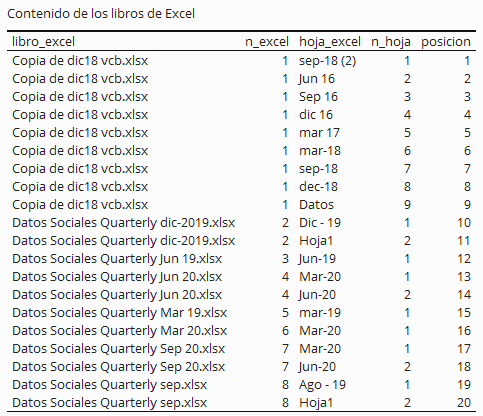 Contenido de los libros de Excel
libro_excel n_excel hoja_excel n_hoja posicion
Copia de dic18 vcb.xlsx 1 sep-18 (2) 1 1
Copia de dic18 vcb.xlsx 1 Jun 16 2 2
Copia de dic18 vcb.xlsx 1 Sep 16 3 3
Copia de dic18 vcb.xlsx 1 dic 16 4 4
Copia de dic18 vcb.xlsx 1 mar 17 5 5
Copia de dic18 vcb.xlsx 1 mar-18 6 6
Copia de dic18 vcb.xlsx 1 sep-18 7 7
Copia de dic18 vcb.xlsx 1 dec-18 8 8
Copia de dic18 vcb.xlsx 1 Datos 9 9
Datos Sociales Quarterly dic-2019.xlsx 2 Dic - 19 1 10
Datos Sociales Quarterly dic-2019.xlsx 2 Hoja1 2 11
Datos Sociales Quarterly Jun 19.xlsx 3 Jun-19 1 12
Datos Sociales Quarterly Jun 20.xlsx 4 Mar-20 1 13
Datos Sociales Quarterly Jun 20.xlsx 4 Jun-20 2 14
Datos Sociales Quarterly Mar 19.xlsx 5 mar-19 1 15
Datos Sociales Quarterly Mar 20.xlsx 6 Mar-20 1 16
Datos Sociales Quarterly Sep 20.xlsx 7 Mar-20 1 17
Datos Sociales Quarterly Sep 20.xlsx 7 Jun-20 2 18
Datos Sociales Quarterly sep.xlsx 8 Ago - 19 1 19
Datos Sociales Quarterly sep.xlsx 8 Hoja1 2 20